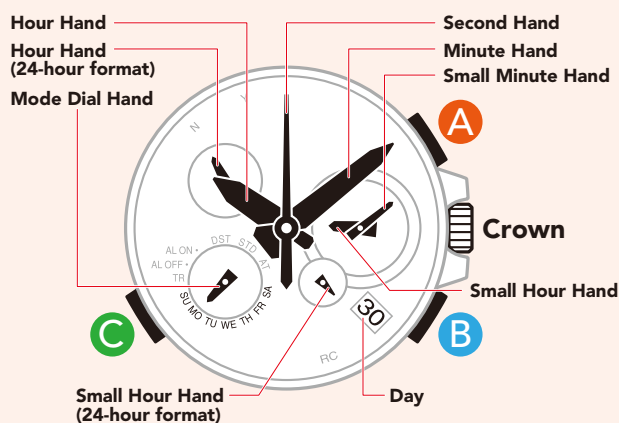 Hour Hand
Hour Hand
(24-hour format)
Mode Dial Hand
Second Hand
Minute Hand
Small Minute Hand
A
N
Y
Crown
DST
STD
AT
AL ON •
AL OFF •
TR
SU MO TU WE TH FR SA
30
Small Hour Hand
C
B
RC
Small Hour Hand
(24-hour format)
Day